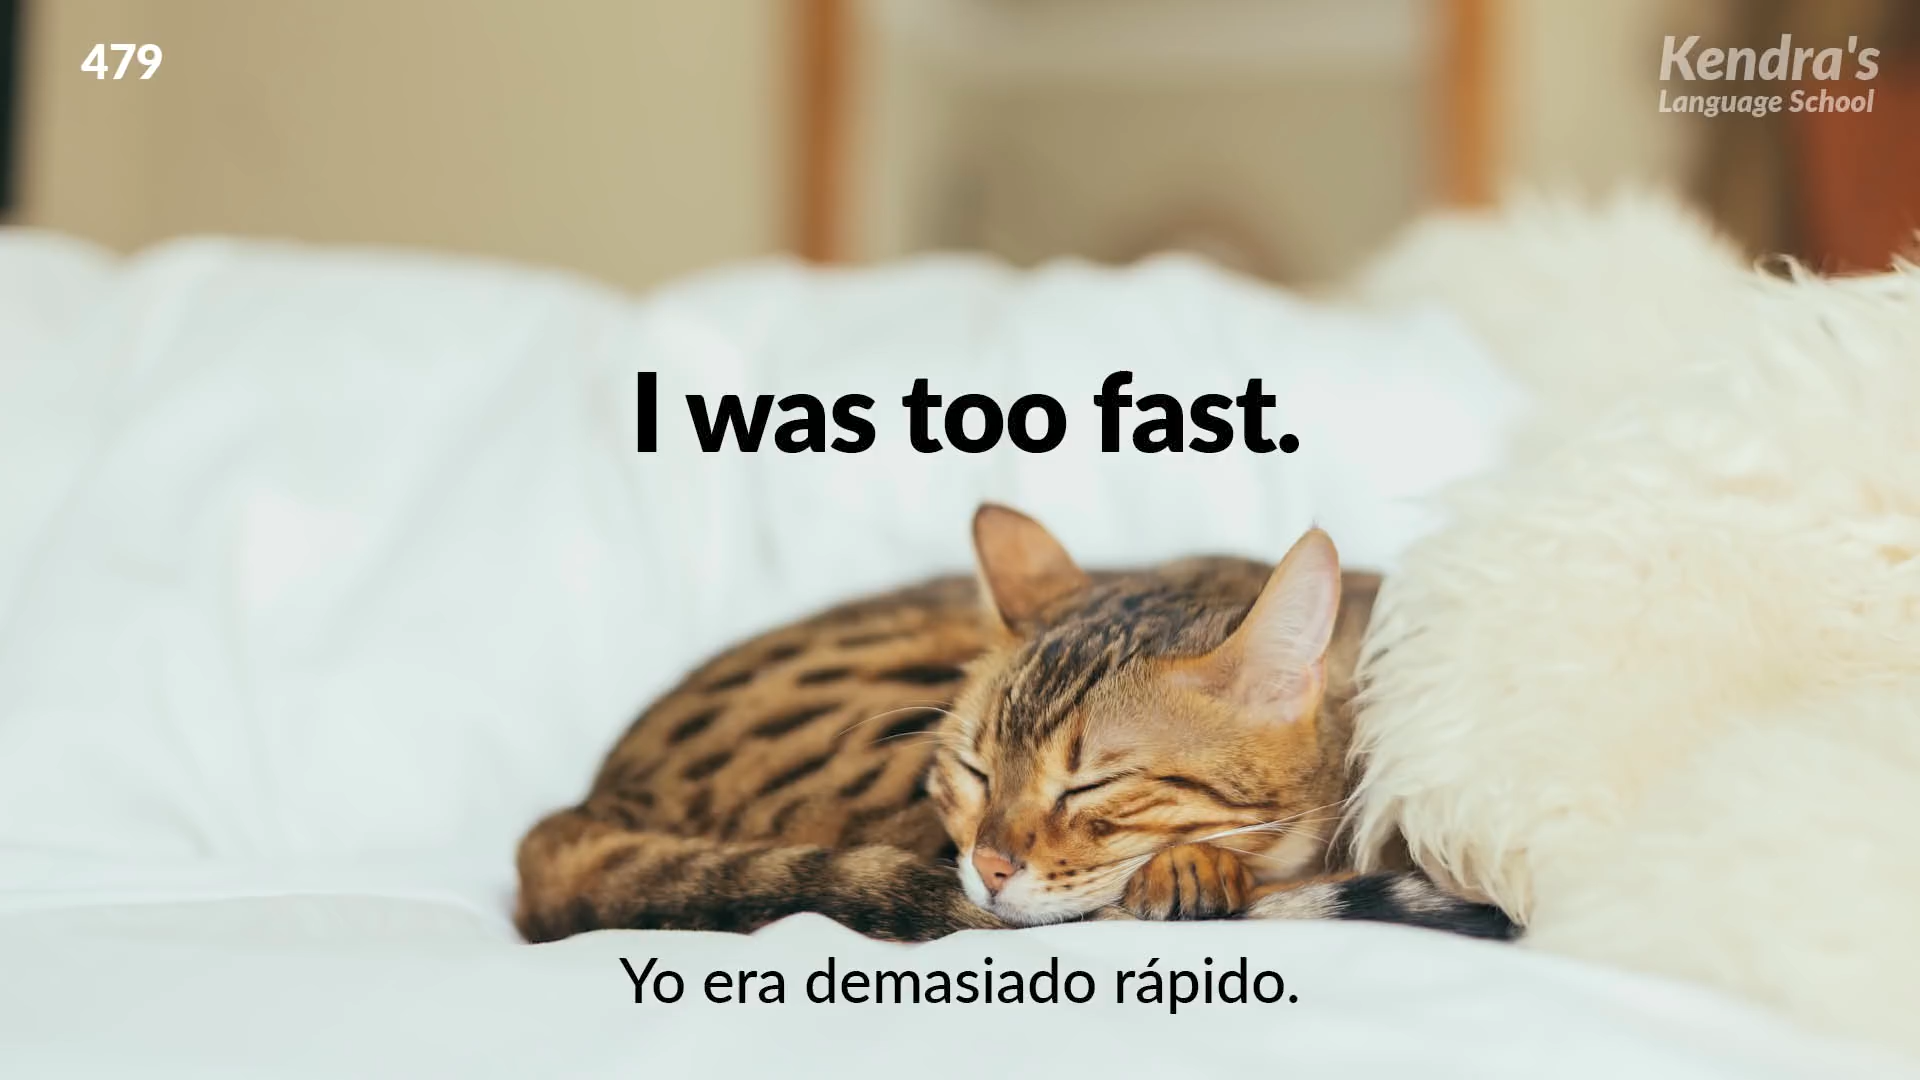 479
Kendra's
Language School
I was too fast.
Yo era demasiado rápido.